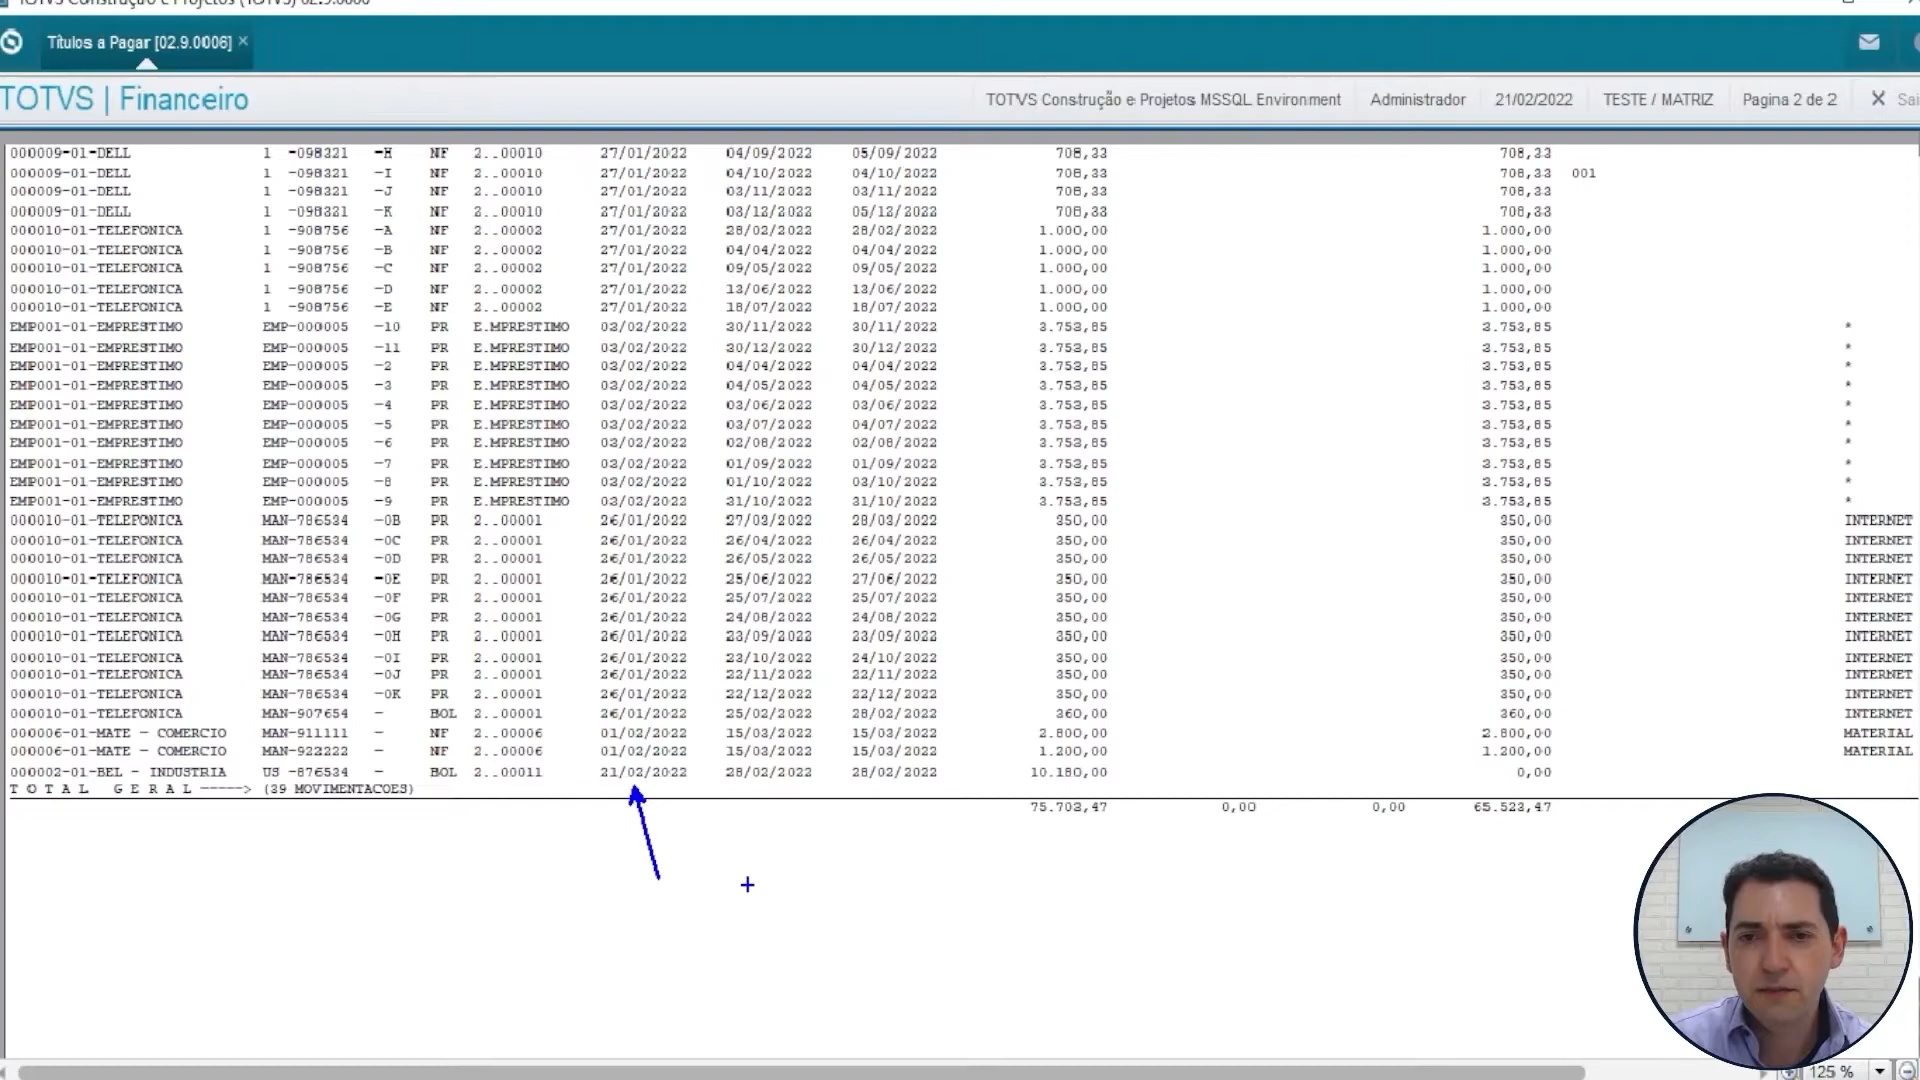 TOTVS Construção e Projetos (TOTVS) 02.9.0006
Títulos a Pagar [02.9.0006] ×
TOTVS | Financeiro
TOTVS Construção e Projetos MSSQL Environment Administrador 21/02/2022 TESTE / MATRIZ Pagina 2 de 2 X Sai
000009-01-DELL 1 -098321 -H NF 2..00010 27/01/2022 04/09/2022 05/09/2022 708,33 708,33
000009-01-DELL 1 -098321 -I NF 2..00010 27/01/2022 04/10/2022 04/10/2022 708,33 708,33 001
000009-01-DELL 1 -098321 -J NF 2..00010 27/01/2022 03/11/2022 03/11/2022 708,33 708,33
000009-01-DELL 1 -098321 -K NF 2..00010 27/01/2022 03/12/2022 05/12/2022 708,33 708,33
000010-01-TELEFONICA 1 -908756 -A NF 2..00002 27/01/2022 28/02/2022 28/02/2022 1.000,00 1.000,00
000010-01-TELEFONICA 1 -908756 -B NF 2..00002 27/01/2022 04/04/2022 04/04/2022 1.000,00 1.000,00
000010-01-TELEFONICA 1 -908756 -C NF 2..00002 27/01/2022 09/05/2022 09/05/2022 1.000,00 1.000,00
000010-01-TELEFONICA 1 -908756 -D NF 2..00002 27/01/2022 13/06/2022 13/06/2022 1.000,00 1.000,00
000010-01-TELEFONICA 1 -908756 -E NF 2..00002 27/01/2022 18/07/2022 18/07/2022 1.000,00 1.000,00
EMP001-01-EMPRESTIMO EMP-000005 -10 PR E.MPRESTIMO 03/02/2022 30/11/2022 30/11/2022 3.753,85 3.753,85 *
EMP001-01-EMPRESTIMO EMP-000005 -11 PR E.MPRESTIMO 03/02/2022 30/12/2022 30/12/2022 3.753,85 3.753,85 *
EMP001-01-EMPRESTIMO EMP-000005 -2 PR E.MPRESTIMO 03/02/2022 04/04/2022 04/04/2022 3.753,85 3.753,85 *
EMP001-01-EMPRESTIMO EMP-000005 -3 PR E.MPRESTIMO 03/02/2022 04/05/2022 04/05/2022 3.753,85 3.753,85 *
EMP001-01-EMPRESTIMO EMP-000005 -4 PR E.MPRESTIMO 03/02/2022 03/06/2022 03/06/2022 3.753,85 3.753,85 *
EMP001-01-EMPRESTIMO EMP-000005 -5 PR E.MPRESTIMO 03/02/2022 03/07/2022 04/07/2022 3.753,85 3.753,85 *
EMP001-01-EMPRESTIMO EMP-000005 -6 PR E.MPRESTIMO 03/02/2022 02/08/2022 02/08/2022 3.753,85 3.753,85 *
EMP001-01-EMPRESTIMO EMP-000005 -7 PR E.MPRESTIMO 03/02/2022 01/09/2022 01/09/2022 3.753,85 3.753,85 *
EMP001-01-EMPRESTIMO EMP-000005 -8 PR E.MPRESTIMO 03/02/2022 01/10/2022 03/10/2022 3.753,85 3.753,85 *
EMP001-01-EMPRESTIMO EMP-000005 -9 PR E.MPRESTIMO 03/02/2022 31/10/2022 31/10/2022 3.753,85 3.753,85 *
000010-01-TELEFONICA MAN-786534 -0B PR 2..00001 26/01/2022 27/03/2022 28/03/2022 350,00 350,00 INTERNET
000010-01-TELEFONICA MAN-786534 -0C PR 2..00001 26/01/2022 26/04/2022 26/04/2022 350,00 350,00 INTERNET
000010-01-TELEFONICA MAN-786534 -0D PR 2..00001 26/01/2022 26/05/2022 26/05/2022 350,00 350,00 INTERNET
000010-01-TELEFONICA MAN-786534 -0E PR 2..00001 26/01/2022 25/06/2022 27/06/2022 350,00 350,00 INTERNET
000010-01-TELEFONICA MAN-786534 -0F PR 2..00001 26/01/2022 25/07/2022 25/07/2022 350,00 350,00 INTERNET
000010-01-TELEFONICA MAN-786534 -0G PR 2..00001 26/01/2022 24/08/2022 24/08/2022 350,00 350,00 INTERNET
000010-01-TELEFONICA MAN-786534 -0H PR 2..00001 26/01/2022 23/09/2022 23/09/2022 350,00 350,00 INTERNET
000010-01-TELEFONICA MAN-786534 -0I PR 2..00001 26/01/2022 23/10/2022 24/10/2022 350,00 350,00 INTERNET
000010-01-TELEFONICA MAN-786534 -0J PR 2..00001 26/01/2022 22/11/2022 22/11/2022 350,00 350,00 INTERNET
000010-01-TELEFONICA MAN-786534 -0K PR 2..00001 26/01/2022 22/12/2022 22/12/2022 350,00 350,00 INTERNET
000010-01-TELEFONICA MAN-907654 - BOL 2..00001 26/01/2022 25/02/2022 28/02/2022 360,00 360,00 INTERNET
000006-01-MATE - COMERCIO MAN-911111 - NF 2..00006 01/02/2022 15/03/2022 15/03/2022 2.800,00 2.800,00 MATERIAL
000006-01-MATE - COMERCIO MAN-922222 - NF 2..00006 01/02/2022 15/03/2022 15/03/2022 1.200,00 1.200,00 MATERIAL
000002-01-BEL - INDUSTRIA US -876534 - BOL 2..00011 21/02/2022 28/02/2022 28/02/2022 10.180,00 0,00
T O T A L G E R A L -----> (39 MOVIMENTACOES)
75.703,47 0,00 0,00 65.523,47
125 %